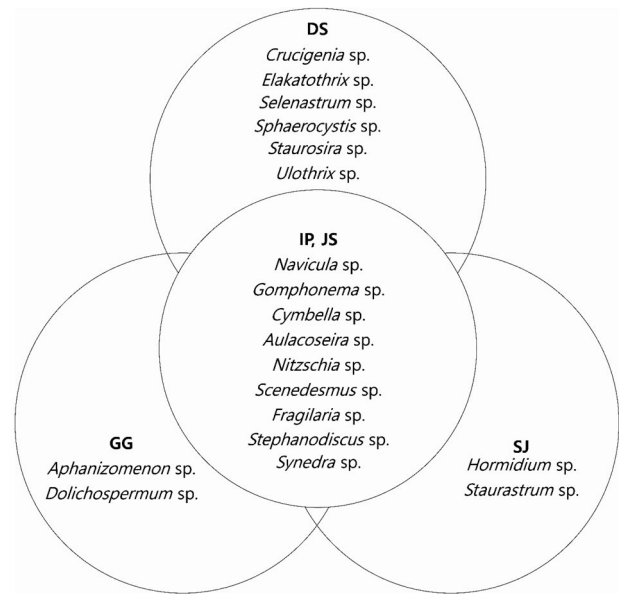 DS
Crucigenia sp.
Elakatothrix sp.
Selenastrum sp.
Sphaerocystis sp.
Staurosira sp.
Ulothrix sp.
IP, JS
Navicula sp.
Gomphonema sp.
Cymbella sp.
Aulacoseira sp.
Nitzschia sp.
Scenedesmus sp.
Fragilaria sp.
Stephanodiscus sp.
Synedra sp.
GG
Aphanizomenon sp.
Dolichospermum sp.
SJ
Hormidium sp.
Staurastrum sp.